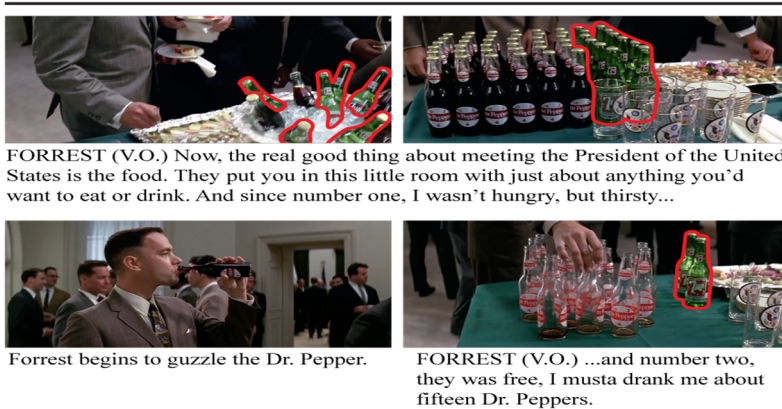 FORREST (V.O.) Now, the real good thing about meeting the President of the United
States is the food. They put you in this little room with just about anything you'd
want to eat or drink. And since number one, I wasn't hungry, but thirsty...
Forrest begins to guzzle the Dr. Pepper.
FORREST (V.O.) ...and number two,
they was free, I musta drank me about
fifteen Dr. Peppers.